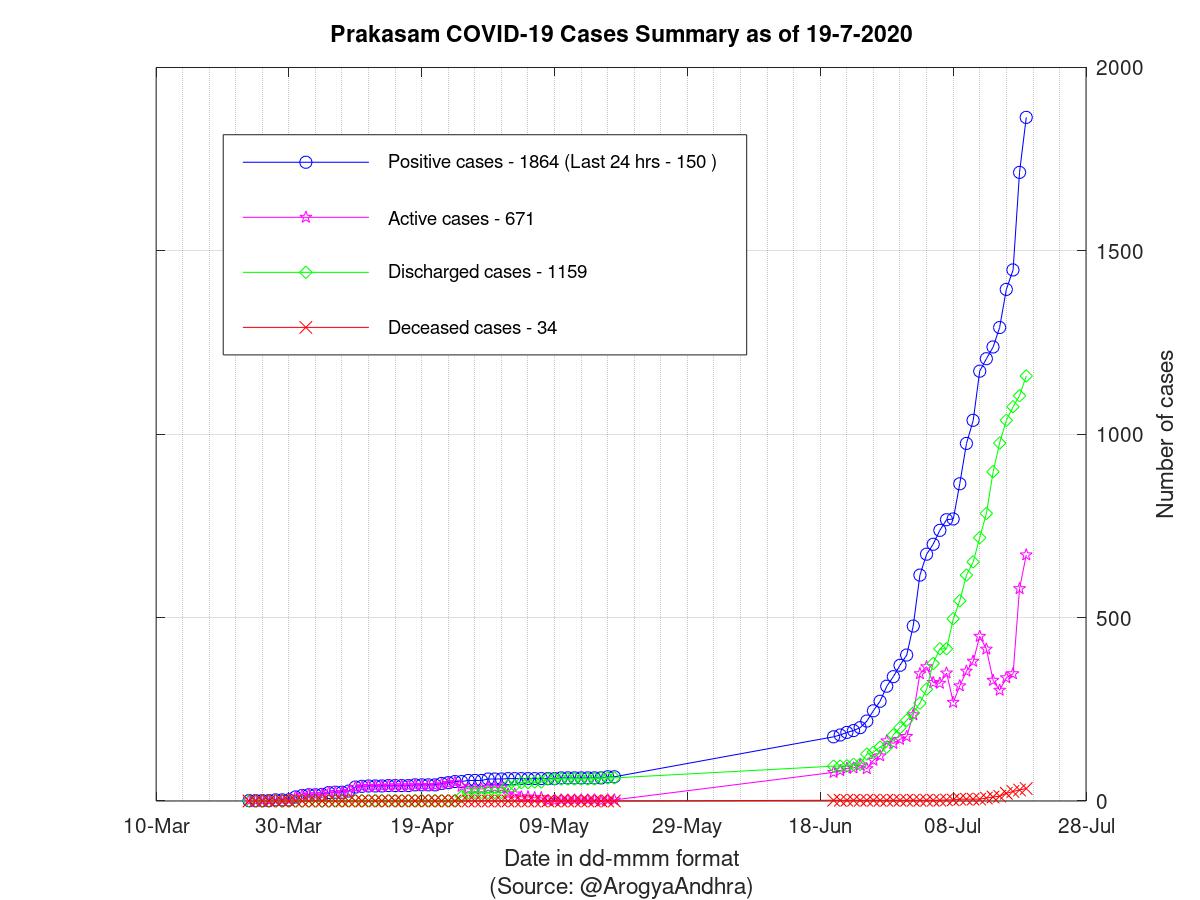 Prakasam COVID-19 Cases Summary as of 19-7-2020
2000
1500
1000
500
0
Number of cases
Positive cases - 1864 (Last 24 hrs - 150 )
Active cases - 671
Discharged cases - 1159
Deceased cases - 34
10-Mar 30-Mar 19-Apr 09-May 29-May 18-Jun 08-Jul 28-Jul
Date in dd-mmm format
(Source: @ArogyaAndhra)